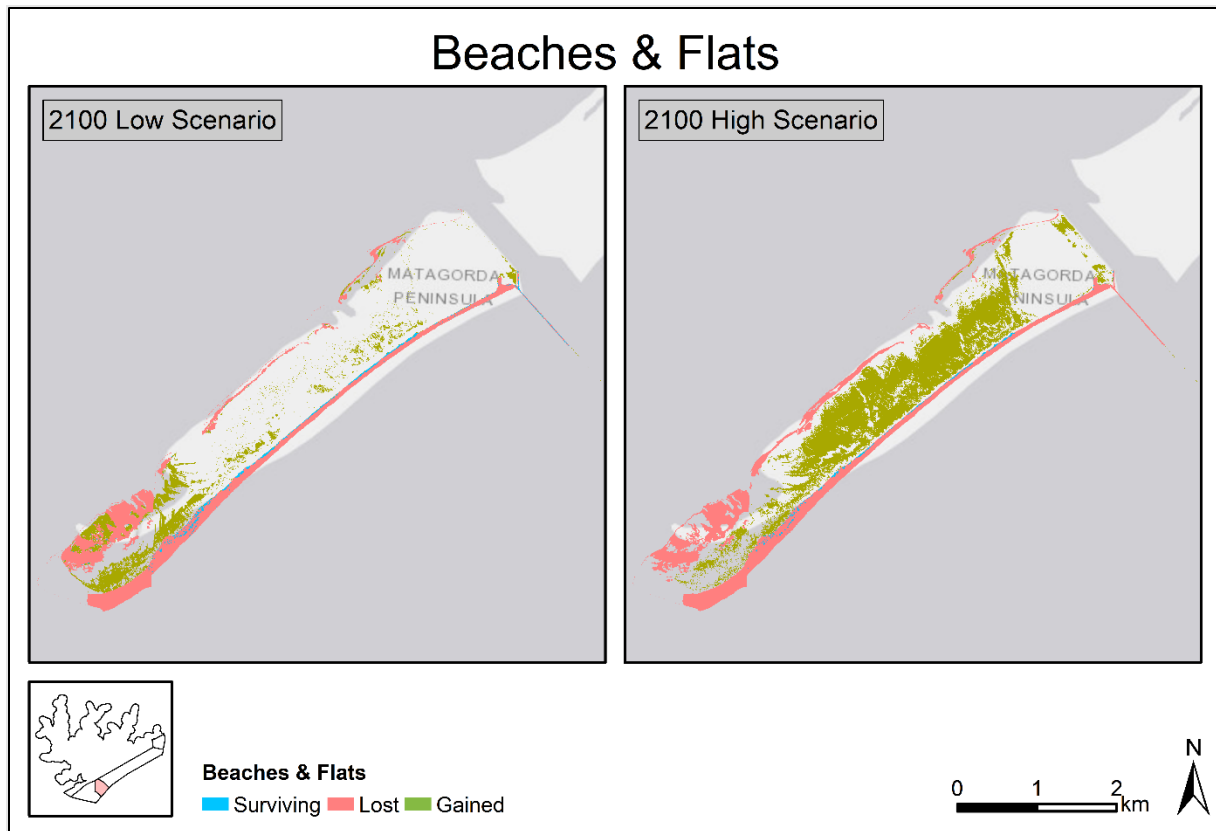 Beaches & Flats
2100 Low Scenario
MATAGORDA
PENINSULA
2100 High Scenario
MATAGORDA
NINSULA
Beaches & Flats
Surviving Lost Gained
0 1 2
km
N